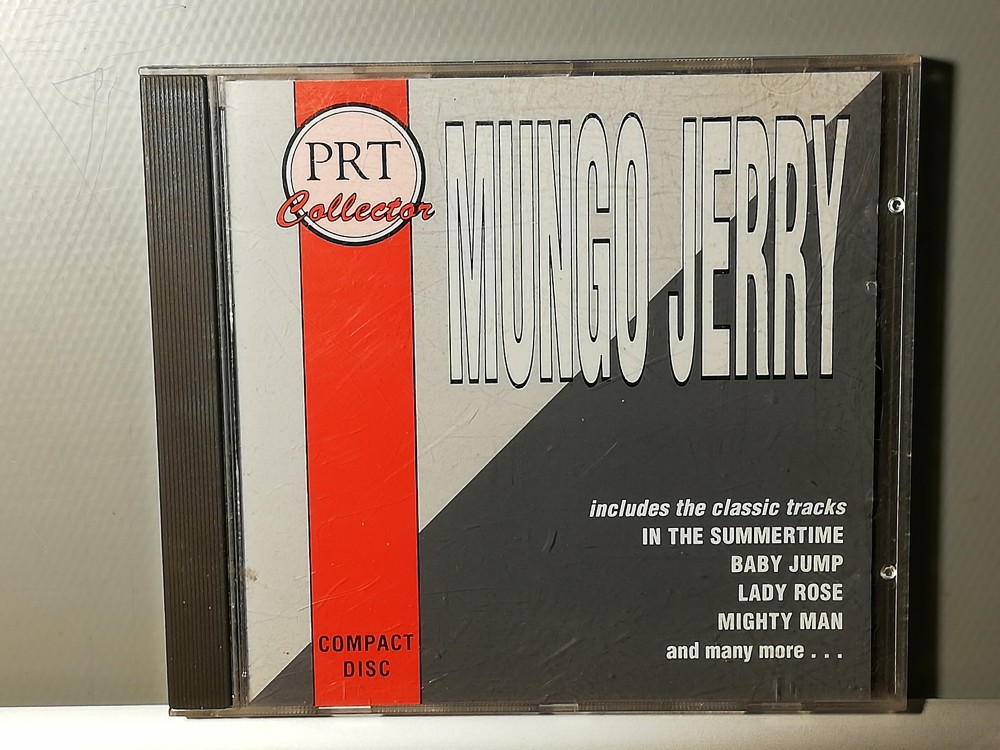 PRT
Collector
MUNGO JERRY
includes the classic tracks
IN THE SUMMERTIME
BABY JUMP
LADY ROSE
MIGHTY MAN
and many more . . .
COMPACT
DISC